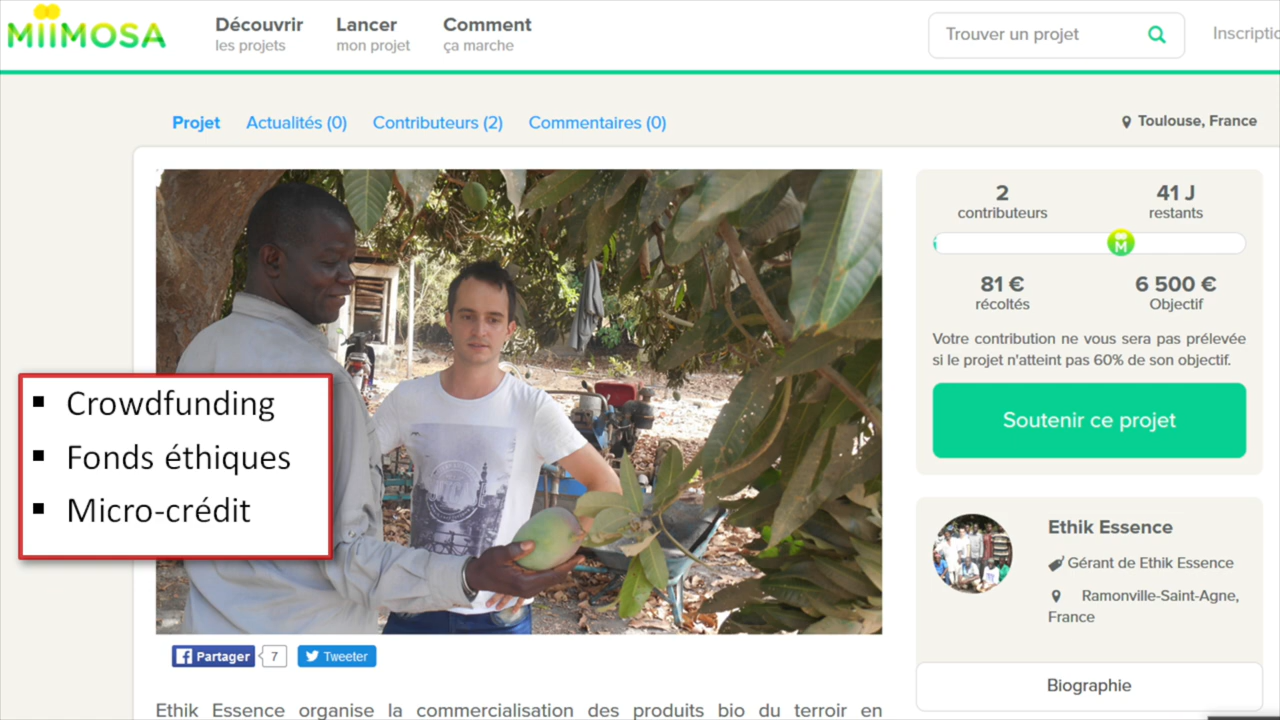 MIIMOSA
Découvrir
les projets
Lancer
mon projet
Comment
ça marche
Trouver un projet
Inscriptio
Projet
Actualités (0)
Contributeurs (2)
Commentaires (0)
Toulouse, France
2
contributeurs
41 J
restants
M
81 €
récoltés
6 500 €
Objectif
Votre contribution ne vous sera pas prélevée
si le projet n'atteint pas 60% de son objectif.
Soutenir ce projet
▪ Crowdfunding
▪ Fonds éthiques
▪ Micro-crédit
Ethik Essence
Gérant de Ethik Essence
Ramonville-Saint-Agne,
France
Biographie
Partager
7
Tweeter
Ethik Essence organise la commercialisation des produits bio du terroir en